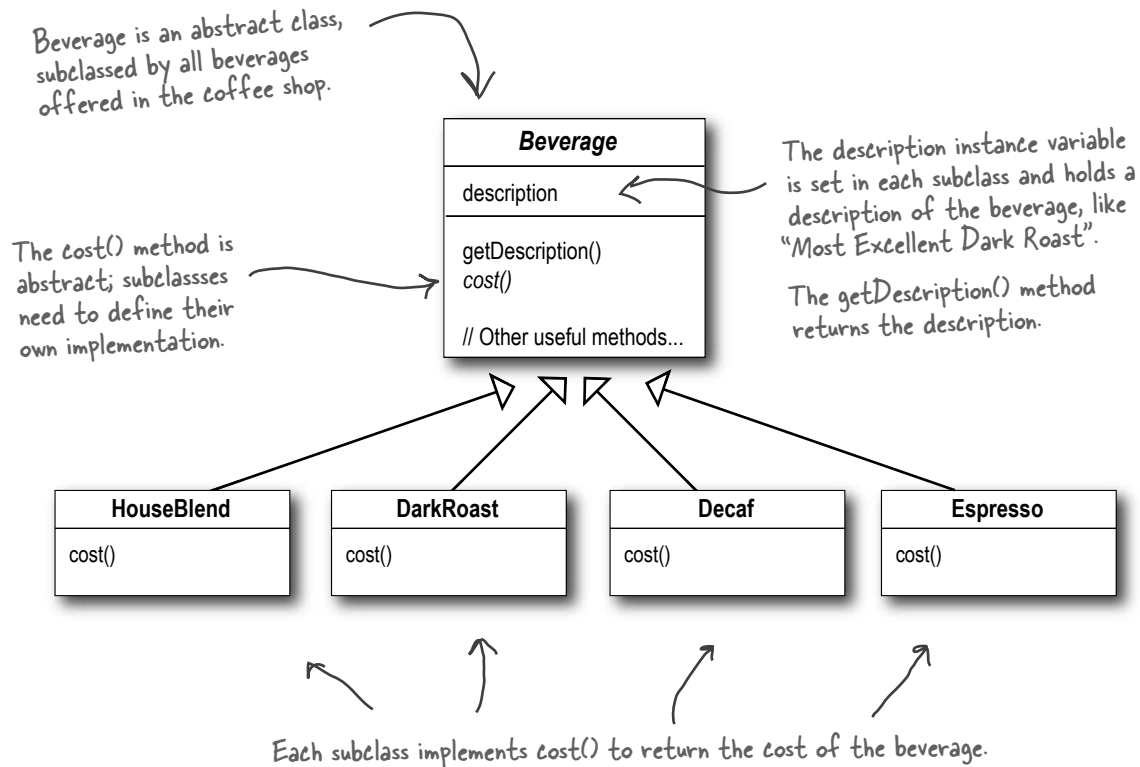 Beverage is an abstract class,
subclassed by all beverages
offered in the coffee shop.
Beverage
description
getDescription()
cost()
// Other useful methods...
The description instance variable
is set in each subclass and holds a
description of the beverage, like
“Most Excellent Dark Roast”.
The getDescription() method
returns the description.
The cost() method is
abstract; subclassses
need to define their
own implementation.
HouseBlend
cost()
DarkRoast
cost()
Decaf
cost()
Espresso
cost()
Each subclass implements cost() to return the cost of the beverage.